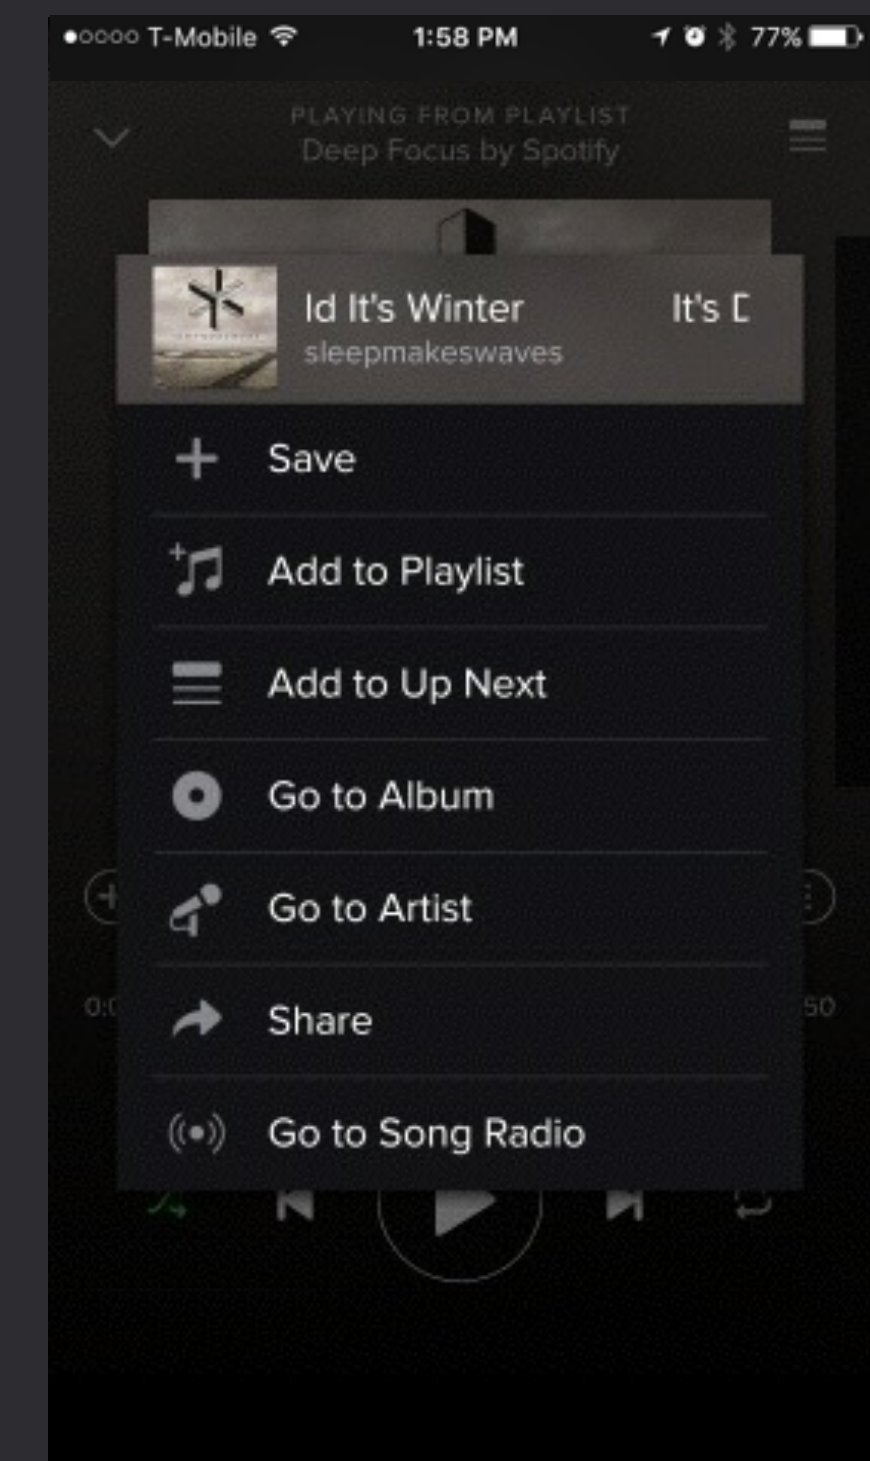 T-Mobile 1:58 PM 77%
PLAYING FROM PLAYLIST
Deep Focus by Spotify
Id It's Winter It's D
sleepmakeswaves
Save
Add to Playlist
Add to Up Next
Go to Album
Go to Artist
Share
Go to Song Radio